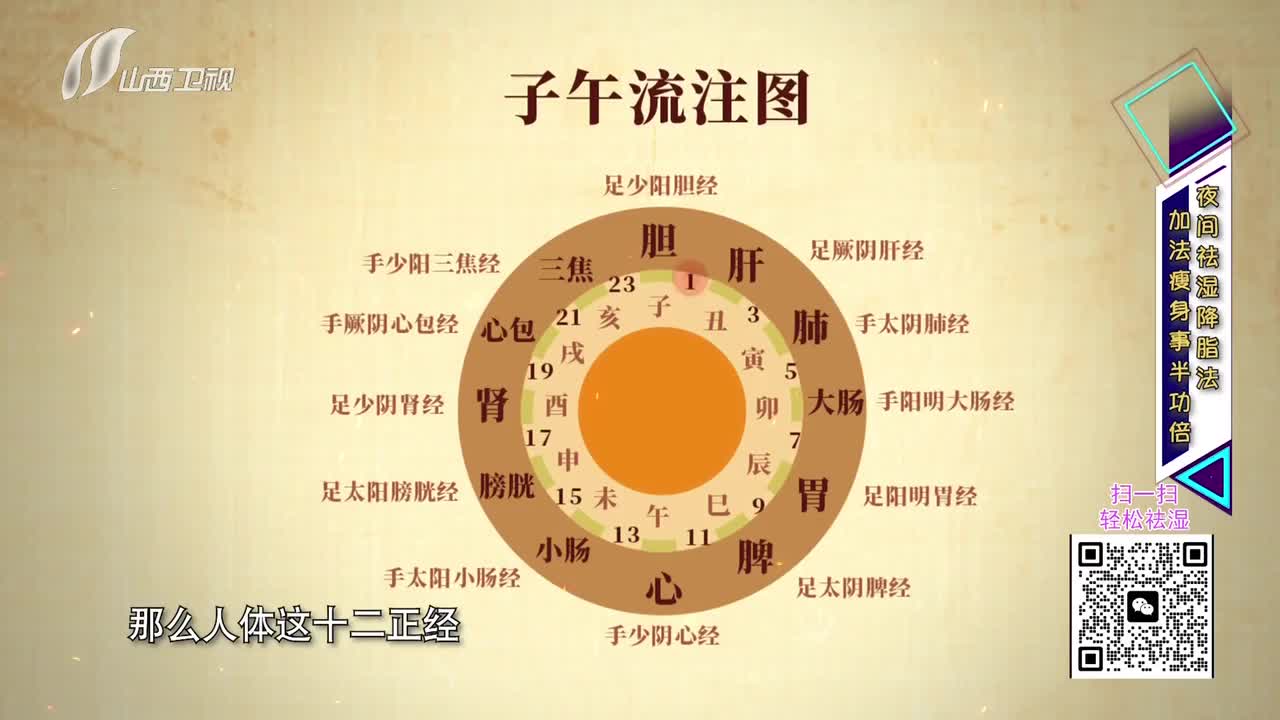 山西卫视
子午流注图
足少阳胆经
足厥阴肝经
手太阴肺经
手阳明大肠经
足阳明胃经
足太阴脾经
手少阴心经
手太阳小肠经
足太阳膀胱经
足少阴肾经
手厥阴心包经
手少阳三焦经
胆
肝
肺
大肠
胃
脾
心
小肠
膀胱
肾
心包
三焦
23
1
3
5
7
9
11
13
15
17
19
21
子
丑
寅
卯
辰
巳
午
未
申
酉
戌
亥
夜间祛湿降脂法
加法瘦身事半功倍
扫一扫
轻松祛湿
那么人体这十二正经